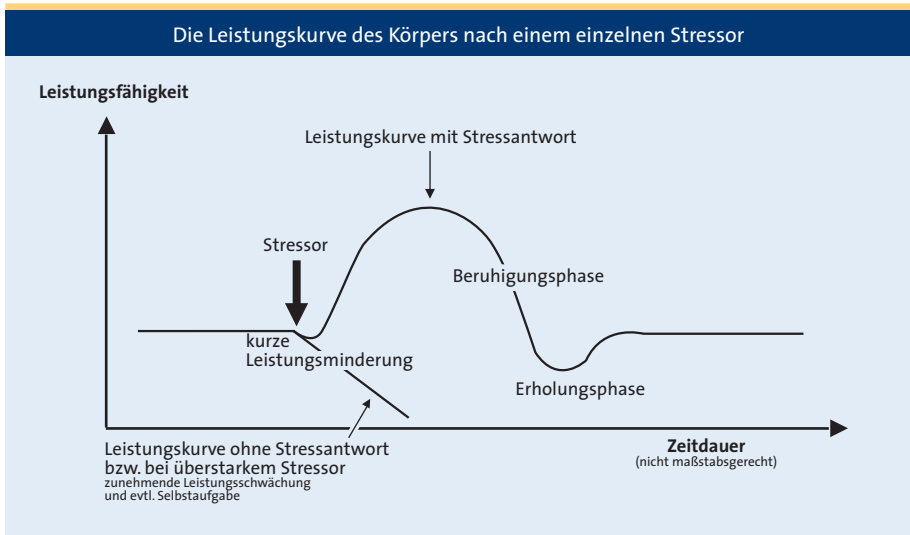 Die Leistungskurve des Körpers nach einem einzelnen Stressor
Leistungsfähigkeit
Leistungskurve mit Stressantwort
Stressor
Beruhigungsphase
kurze
Leistungsminderung
Erholungsphase
Leistungskurve ohne Stressantwort
bzw. bei überstarkem Stressor
zunehmende Leistungsschwächung
und evtl. Selbstaufgabe
Zeitdauer
(nicht maßstabsgerecht)